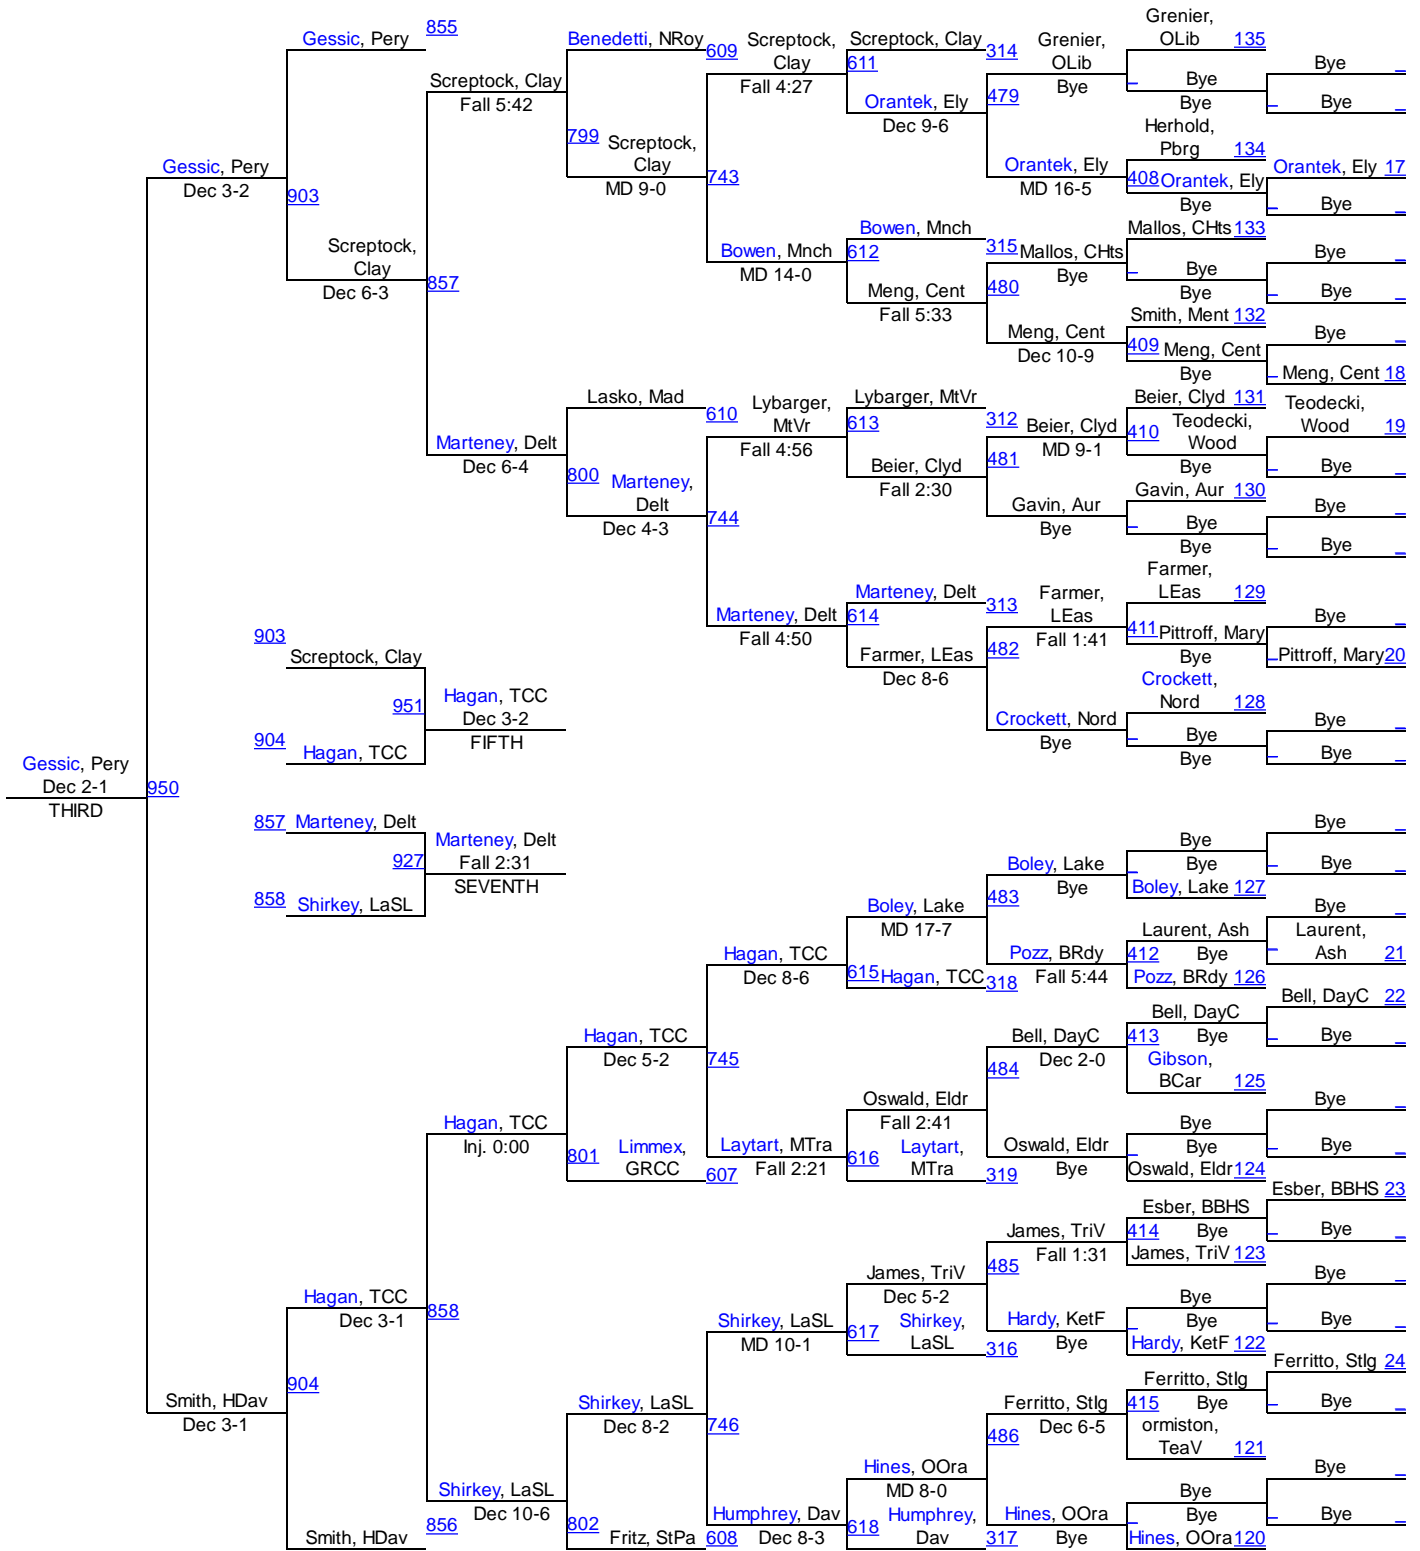 Gessic, Pery 855
Benedetti, NRoy 609
Screptock,
Clay
Fall 4:27
Screptock, Clay 314
611
Grenier,
OLib
Bye
Grenier,
OLib 135
Bye _
Screptock, Clay
Fall 5:42
Orantek, Ely
Dec 9-6
479
_ Bye
Bye
_ Bye _
799 Screptock,
Clay
MD 9-0
743
Herhold,
Pbrg 134
Gessic, Pery
Dec 3-2
903
Orantek, Ely
MD 16-5
408 Orantek, Ely
Bye
Orantek, Ely 17
_ Bye _
Screptock,
Clay
Dec 6-3
857
Bowen, Mnch
MD 14-0
Bowen, Mnch 315
612
Mallos, CHts
Bye
Mallos, CHts 133
_ Bye
Bye
Bye _
_ Bye _
Meng, Cent
Fall 5:33
480
Meng, Cent
Dec 10-9
Smith, Ment 132
409 Meng, Cent
Bye
Bye _
_ Meng, Cent 18
Lasko, Mad 610
Lybarger,
MtVr
Fall 4:56
Lybarger, MtVr 312
613
Beier, Clyd
MD 9-1
Beier, Clyd 131
410 Teodecki,
Wood
Bye
Teodecki,
Wood 19
_ Bye _
Marteney, Delt
Dec 6-4
Beier, Clyd
Fall 2:30
481
800 Marteney,
Delt
Dec 4-3
744
Gavin, Aur
Bye
Gavin, Aur 130
_ Bye
Bye
Bye _
_ Bye _
Marteney, Delt
Fall 4:50
Marteney, Delt 313
614
Farmer,
LEas
Fall 1:41
Farmer,
LEas 129
411 Pittroff, Mary
Bye
Bye _
_ Pittroff, Mary 20
903
Screptock, Clay
Farmer, LEas
Dec 8-6
482
951
Hagan, TCC
Dec 3-2
FIFTH
Crockett, Nord
Bye
Crockett,
Nord 128
_ Bye
Bye
Bye _
_ Bye _
904
Hagan, TCC
Gessic, Pery
Dec 2-1
THIRD
950
857 Marteney, Delt
927
Marteney, Delt
Fall 2:31
SEVENTH
858 Shirkey, LaSL
Boley, Lake
Bye
Bye
_ Bye
Boley, Lake 127
Bye _
_ Bye _
Boley, Lake
MD 17-7
483
Bye _
Hagan, TCC
Dec 8-6
615 Hagan, TCC 318
Pozz, BRdy
Fall 5:44
Laurent, Ash
412 Bye
Pozz, BRdy 126
_ Laurent,
Ash 21
Hagan, TCC
Dec 5-2
745
Bell, DayC
Dec 2-0
Bell, DayC
413 Bye
Gibson,
BCar 125
Bell, DayC 22
_ Bye _
484
Oswald, Eldr
Fall 2:41
Hagan, TCC
Inj. 0:00
801 Limmex,
GRCC 607
Laytart, MTra
Fall 2:21
616 Laytart,
MTra 319
Oswald, Eldr
Bye
Bye
_ Bye
Oswald, Eldr 124
Bye _
_ Bye _
James, TriV
Fall 1:31
Esber, BBHS
414 Bye
James, TriV 123
Esber, BBHS 23
_ Bye _
485
Hagan, TCC
Dec 3-1
858
Shirkey, LaSL
MD 10-1
James, TriV
Dec 5-2
617 Shirkey,
LaSL 316
Hardy, KetF
Bye
Bye
_ Bye
Hardy, KetF 122
Bye _
_ Bye _
Smith, HDav
Dec 3-1
904
Shirkey, LaSL
Dec 8-2
746
Ferritto, StIg
Dec 6-5
Ferritto, StIg
415 Bye
ormiston,
TeaV 121
Ferritto, StIg 24
_ Bye _
486
Hines, OOra
MD 8-0
Shirkey, LaSL
Dec 10-6
Humphrey, Dav
Dec 8-3
618 Humphrey,
Dav 317
Hines, OOra
Bye
Bye
_ Bye
Hines, OOra 120
Bye _
_ Bye _
Smith, HDav 856
802 Fritz, StPa 608